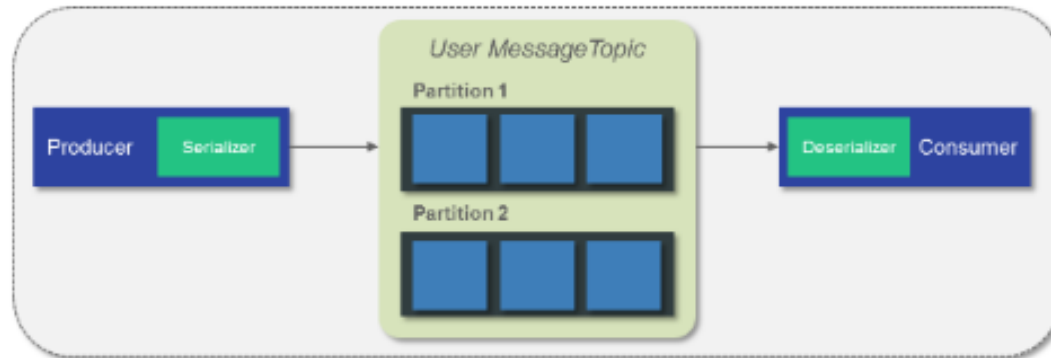 User MessageTopic
Partition 1
Producer
Serializer
Deserializer
Consumer
Partition 2